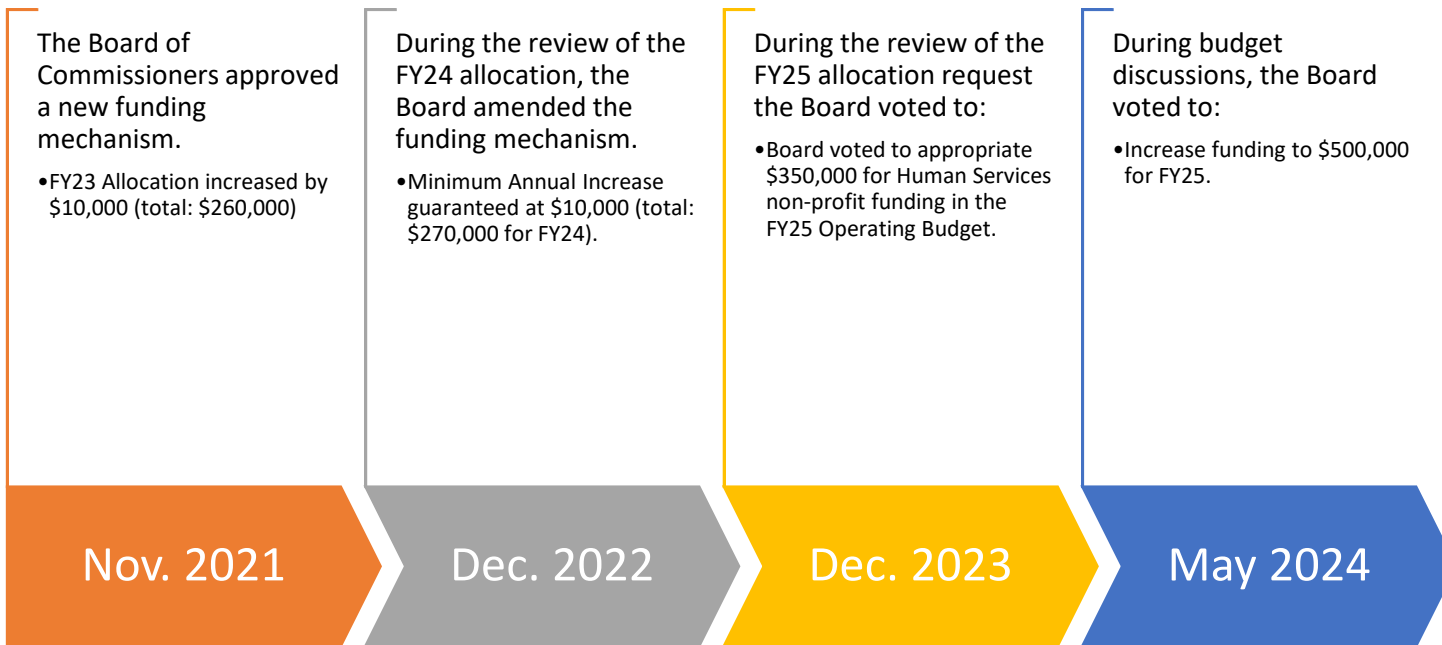 The Board of
Commissioners approved
a new funding
mechanism.
•FY23 Allocation increased by
$10,000 (total: $260,000)
During the review of the
FY24 allocation, the
Board amended the
funding mechanism.
•Minimum Annual Increase
guaranteed at $10,000 (total:
$270,000 for FY24).
During the review of the
FY25 allocation request
the Board voted to:
•Board voted to appropriate
$350,000 for Human Services
non-profit funding in the
FY25 Operating Budget.
During budget
discussions, the Board
voted to:
•Increase funding to $500,000
for FY25.
Nov. 2021
Dec. 2022
Dec. 2023
May 2024